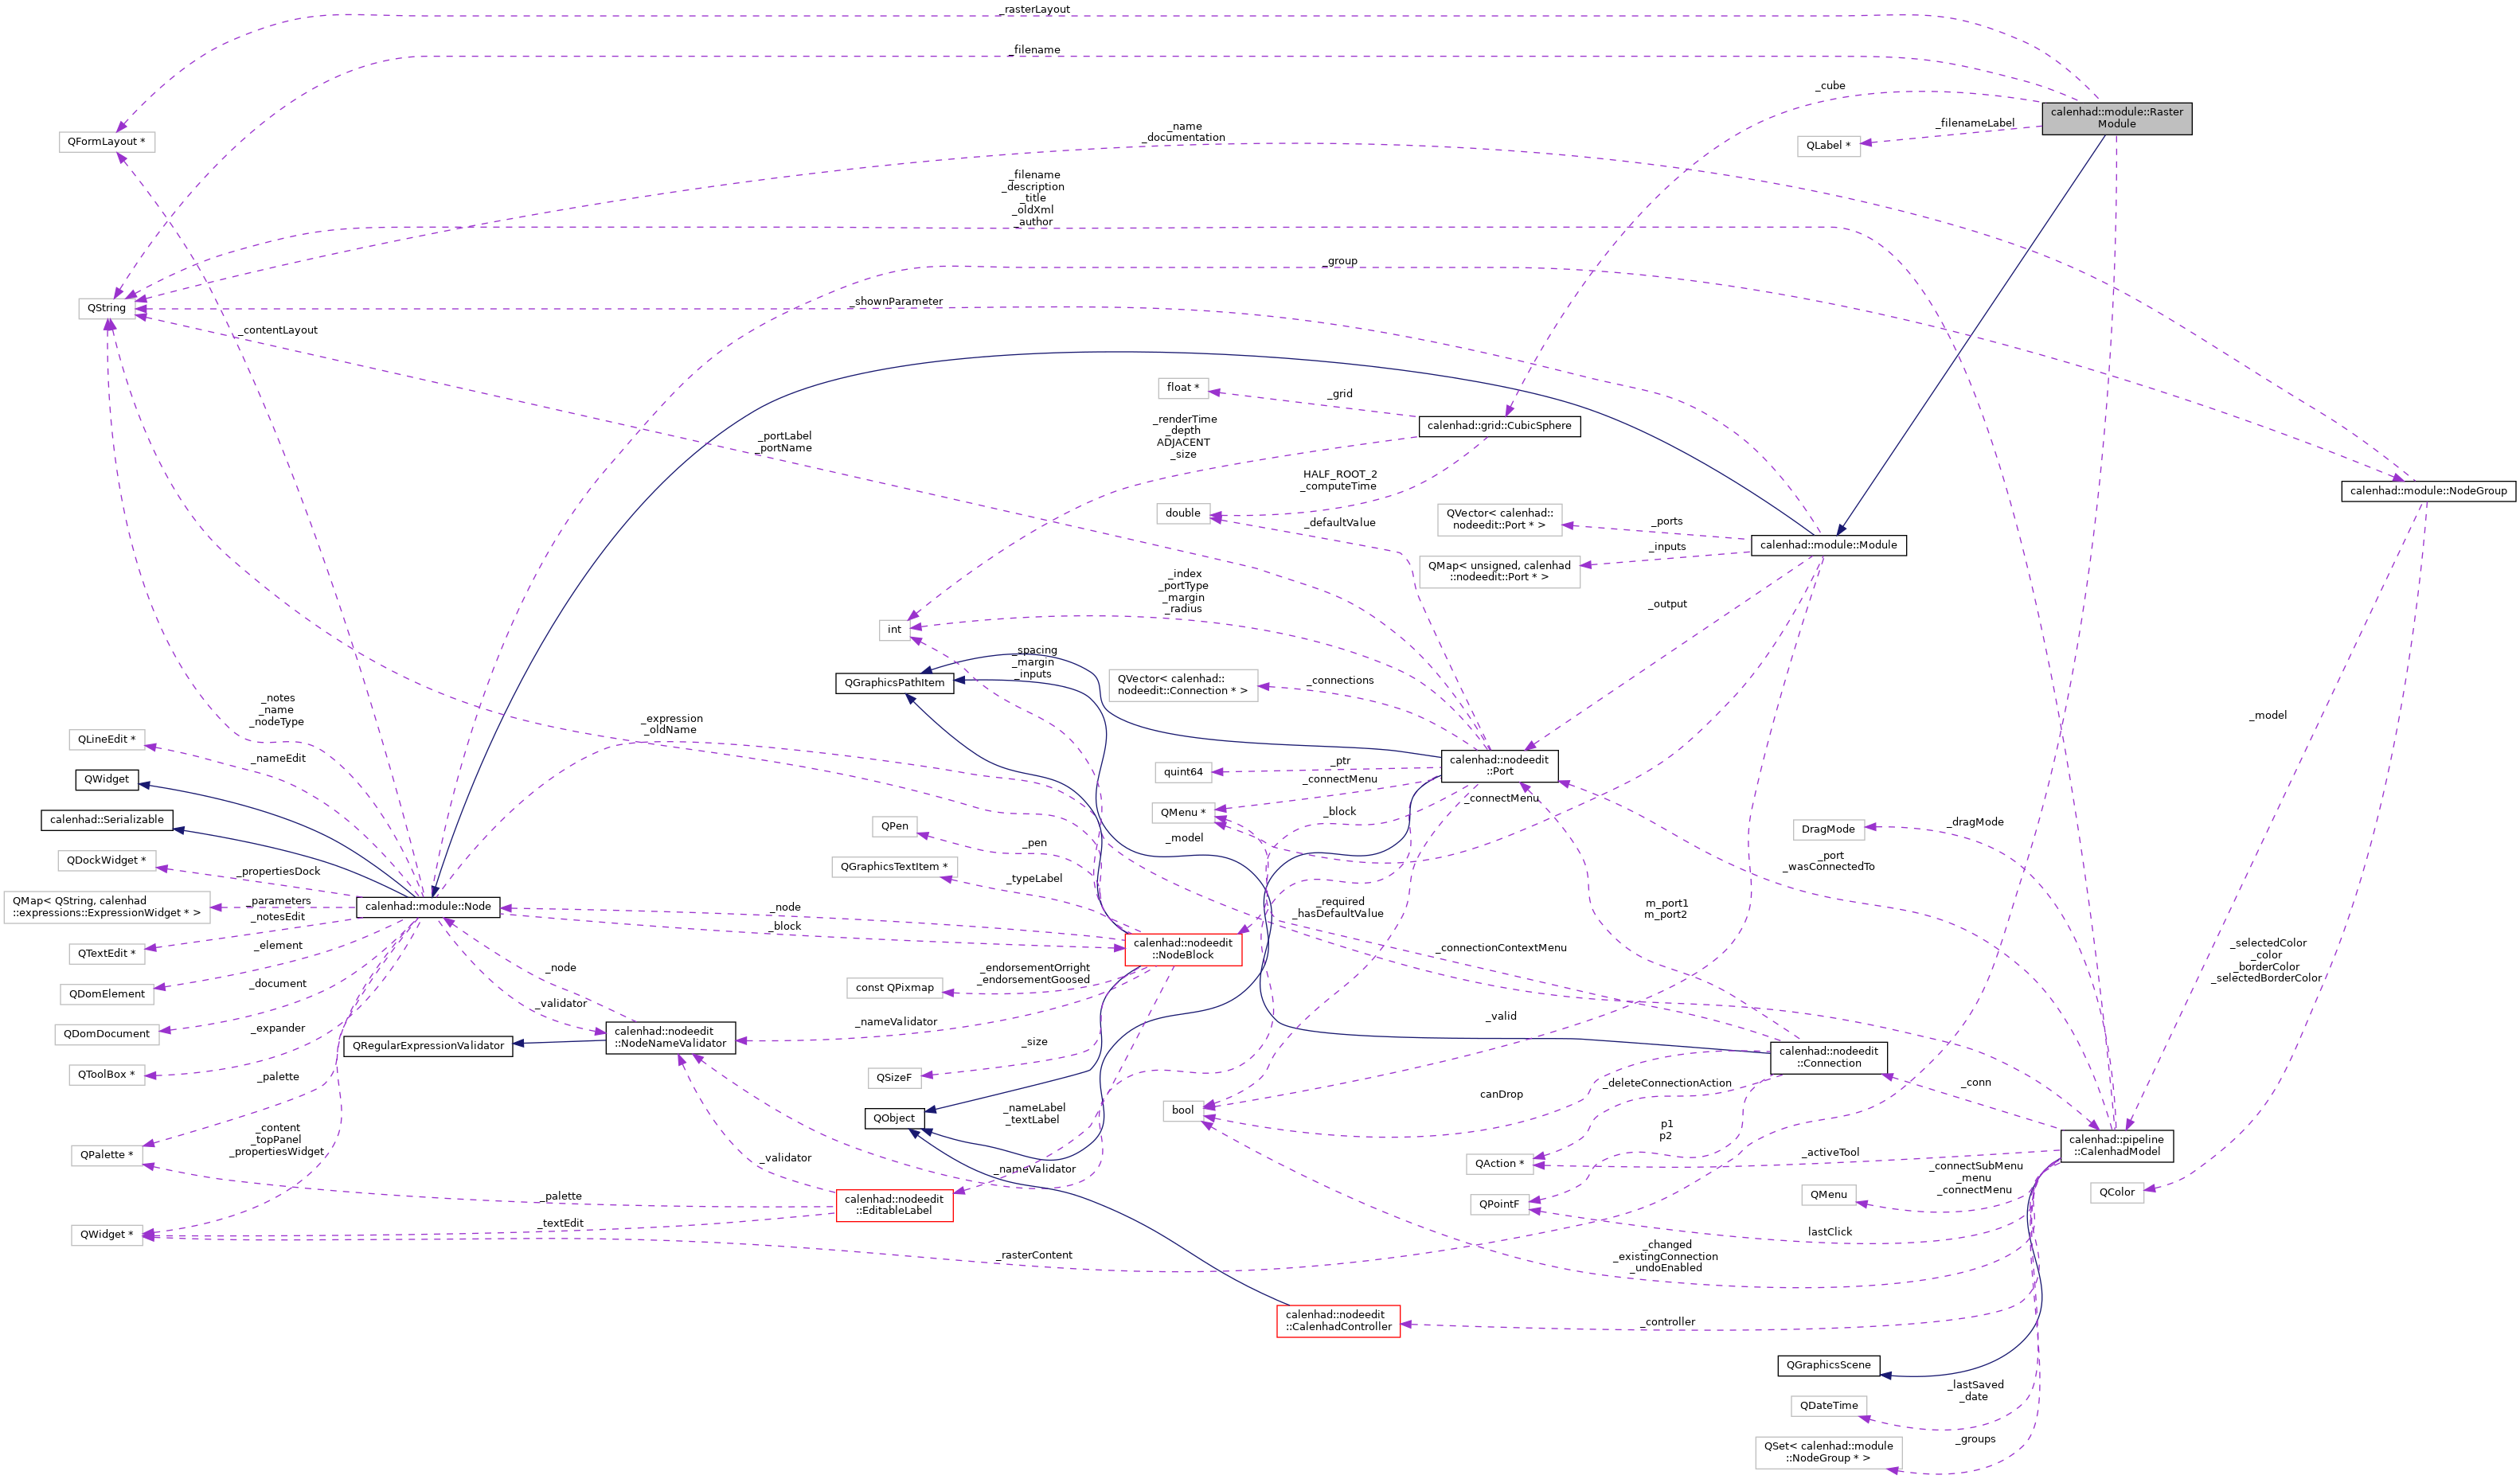 _rasterLayout
_filename
_cube
calenhad::module::Raster
Module
_filenameLabel
QLabel *
_name
_documentation
QFormLayout *
_filename
_description
_title
_oldXml
_author
_group
QString
_shownParameter
_contentLayout
float *
_grid
calenhad::grid::CubicSphere
_renderTime
_depth
ADJACENT
_size
_portLabel
_portName
HALF_ROOT_2
_computeTime
calenhad::module::NodeGroup
double
_defaultValue
QVector< calenhad::
nodeedit::Port * >
_ports
calenhad::module::Module
_inputs
QMap< unsigned, calenhad
::nodeedit::Port * >
_index
_portType
_margin
_radius
_output
int
_spacing
_margin
_inputs
QGraphicsPathItem
QVector< calenhad::
nodeedit::Connection * >
_connections
_notes
_name
_nodeType
_expression
_oldName
_model
QLineEdit *
_nameEdit
calenhad::nodeedit
::Port
quint64
_ptr
QWidget
_connectMenu
_connectMenu
QMenu *
_block
calenhad::Serializable
QPen
_pen
_model
DragMode
_dragMode
_port
_wasConnectedTo
QDockWidget *
_propertiesDock
QGraphicsTextItem *
_typeLabel
QMap< QString, calenhad
::expressions::ExpressionWidget * >
_parameters
_notesEdit
calenhad::module::Node
_node
_block
_required
_hasDefaultValue
m_port1
m_port2
QTextEdit *
_element
calenhad::nodeedit
::NodeBlock
_connectionContextMenu
_selectedColor
_color
_borderColor
_selectedBorderColor
_node
_endorsementOrright
_endorsementGoosed
QDomElement
_document
_validator
const QPixmap
_nameValidator
_valid
QDomDocument
_expander
calenhad::nodeedit
::NodeNameValidator
QRegularExpressionValidator
_size
calenhad::nodeedit
::Connection
QToolBox *
_palette
QSizeF
_deleteConnectionAction
_conn
canDrop
_nameLabel
_textLabel
QObject
bool
p1
p2
_content
_topPanel
_propertiesWidget
QPalette *
_validator
_nameValidator
QAction *
_activeTool
calenhad::pipeline
::CalenhadModel
_connectSubMenu
_menu
_connectMenu
QMenu
QColor
_palette
calenhad::nodeedit
::EditableLabel
QPointF
_textEdit
QWidget *
lastClick
_rasterContent
_changed
_existingConnection
_undoEnabled
calenhad::nodeedit
::CalenhadController
_controller
QGraphicsScene
_lastSaved
_date
QDateTime
_groups
QSet< calenhad::module
::NodeGroup * >